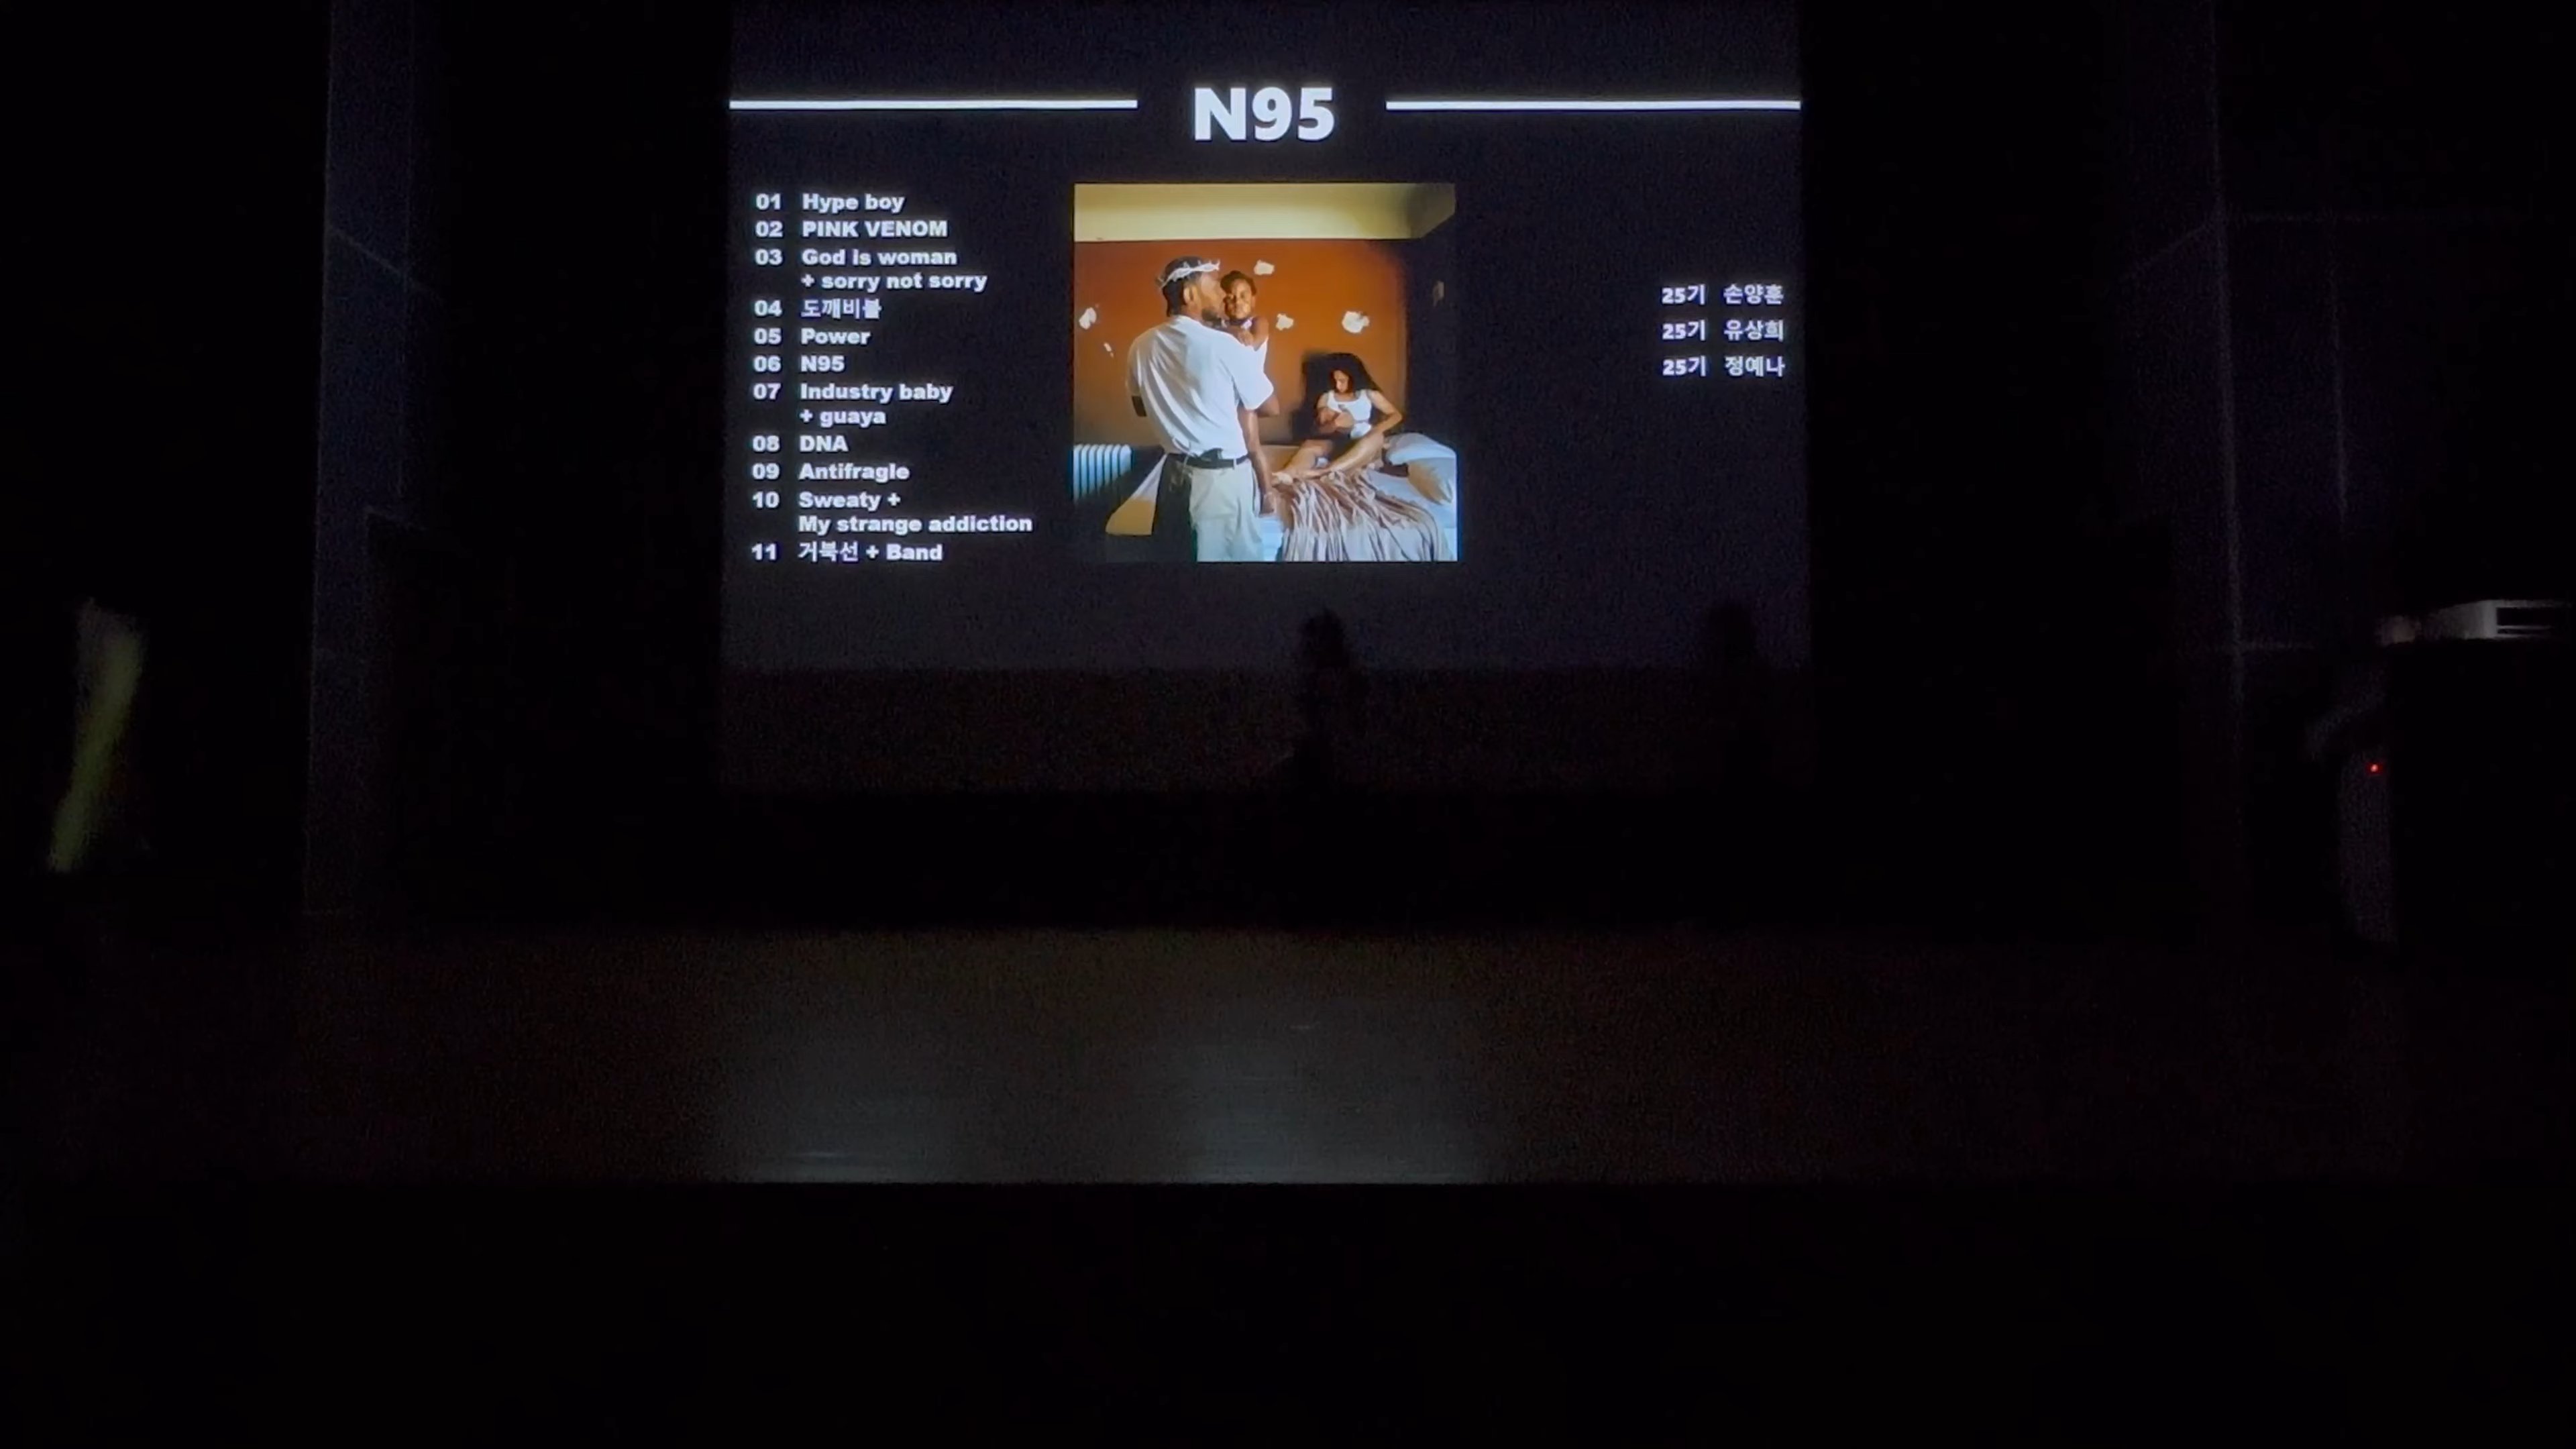 N95
01 Hype boy
02 PINK VENOM
03 God is woman
+ sorry not sorry
04 도깨비불
05 Power
06 N95
07 Industry baby
+ guaya
08 DNA
09 Antifragle
10 Sweaty +
My strange addiction
11 거북선 + Band
25기 손양훈
25기 유상희
25기 정예나